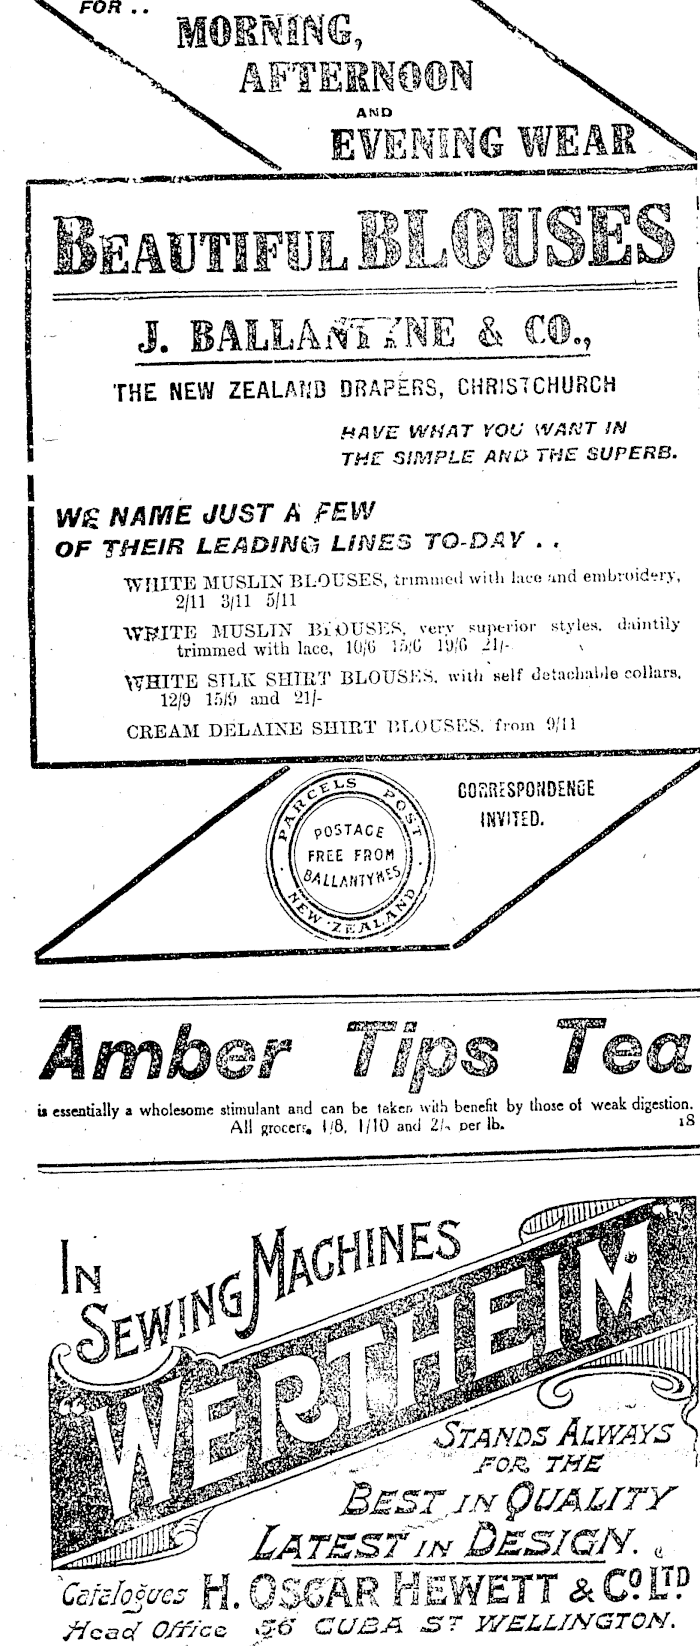 FOR ..
MORNING,
AFTERNOON
AND
EVENING WEAR
BEAUTIFUL BLOUSES
J. BALLANTYNE & CO.,
THE NEW ZEALAND DRAPERS, CHRISTCHURCH
HAVE WHAT YOU WANT IN
THE SIMPLE AND THE SUPERB.
WE NAME JUST A FEW
OF THEIR LEADING LINES TO-DAY . .
WHITE MUSLIN BLOUSES, trimmed with lace and embroidery,
2/11 3/11 5/11
WHITE MUSLIN BLOUSES, very superior styles, daintily
trimmed with lace, 10/6 15/6 19/6 21/-
WHITE SILK SHIRT BLOUSES, with self detachable collars,
12/9 15/9 and 21/-
CREAM DELAINE SHIRT BLOUSES, from 9/11
PARCELS POST
POSTAGE
FREE FROM
BALLANTYNES
NEW ZEALAND
CORRESPONDENCE
INVITED.
Amber Tips Tea
is essentially a wholesome stimulant and can be taken with benefit by those of weak digestion.
All grocers, 1/8, 1/10 and 2/- per lb. 18
IN
SEWING MACHINES
"WERTHEIM"
STANDS ALWAYS
FOR THE
BEST IN QUALITY
LATEST IN DESIGN.
Catalogues H. OSCAR HEWETT & CO. LTD.
Head Office 56 CUBA ST WELLINGTON.